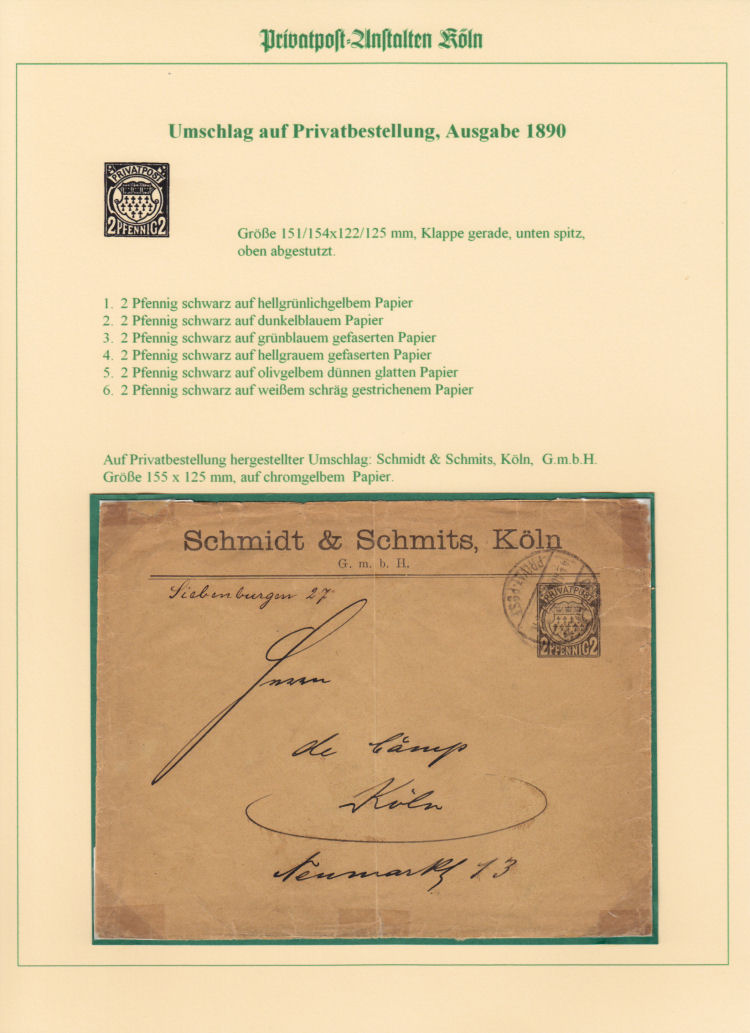 Privatpost-Anstalten Köln
Umschlag auf Privatbestellung, Ausgabe 1890
PRIVATPOST
2 PFENNIG 2
Größe 151/154x122/125 mm, Klappe gerade, unten spitz,
oben abgestutzt.
1. 2 Pfennig schwarz auf hellgrünlichgelbem Papier
2. 2 Pfennig schwarz auf dunkelblauem Papier
3. 2 Pfennig schwarz auf grünblauem gefaserten Papier
4. 2 Pfennig schwarz auf hellgrauem gefaserten Papier
5. 2 Pfennig schwarz auf olivgelbem dünnen glatten Papier
6. 2 Pfennig schwarz auf weißem schräg gestrichenem Papier
Auf Privatbestellung hergestellter Umschlag: Schmidt & Schmits, Köln, G.m.b.H.
Größe 155 x 125 mm, auf chromgelbem Papier.
Schmidt & Schmits, Köln
G. m. b. H.
Siebenburgen 27
PRIVAT-POST
PRIVATPOST
2 PFENNIG 2
Herrn
de Camp
Köln
Neumarkt 13